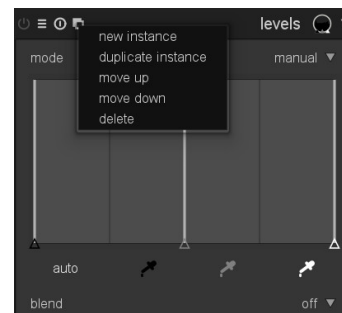 levels
new instance
mode
duplicate instance
manual
move up
move down
delete
auto
blend
off